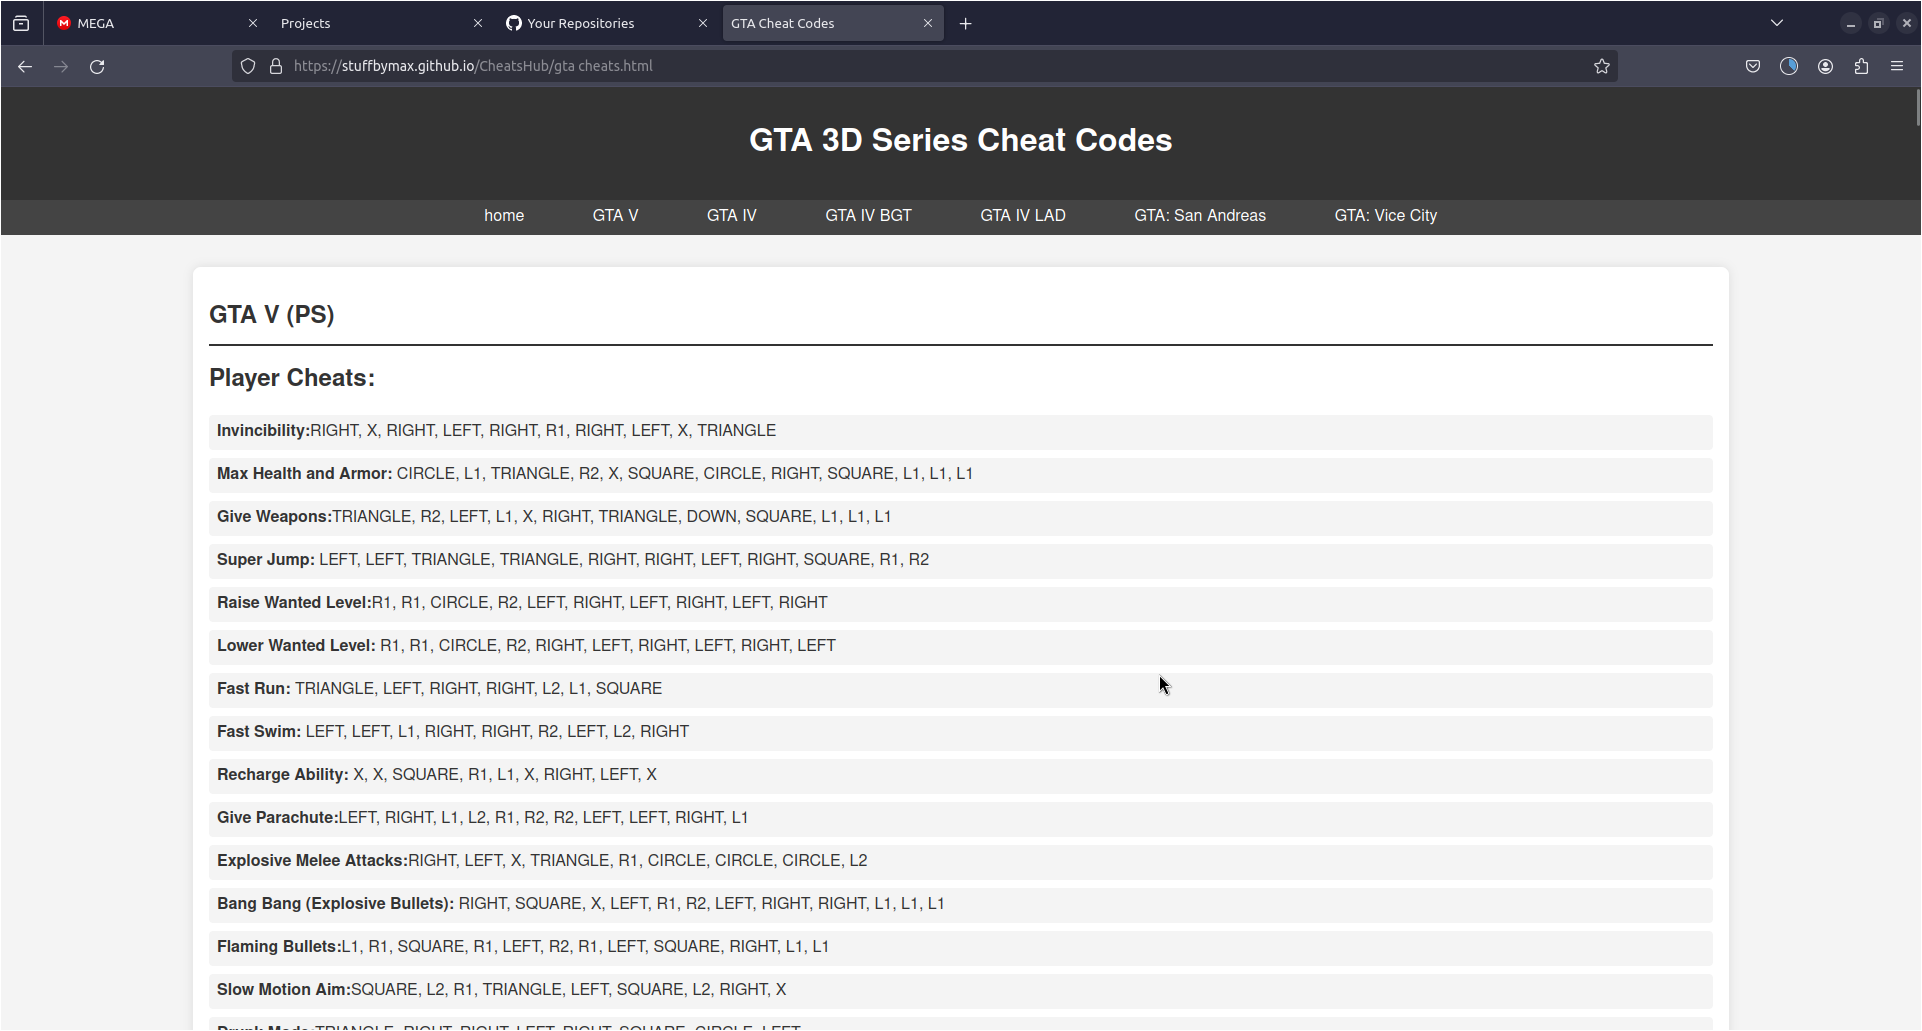 MEGA Projects Your Repositories GTA Cheat Codes
https://stuffbymax.github.io/CheatsHub/gta cheats.html
GTA 3D Series Cheat Codes
home GTA V GTA IV GTA IV BGT GTA IV LAD GTA: San Andreas GTA: Vice City
GTA V (PS)
Player Cheats:
Invincibility:RIGHT, X, RIGHT, LEFT, RIGHT, R1, RIGHT, LEFT, X, TRIANGLE
Max Health and Armor: CIRCLE, L1, TRIANGLE, R2, X, SQUARE, CIRCLE, RIGHT, SQUARE, L1, L1, L1
Give Weapons:TRIANGLE, R2, LEFT, L1, X, RIGHT, TRIANGLE, DOWN, SQUARE, L1, L1, L1
Super Jump: LEFT, LEFT, TRIANGLE, TRIANGLE, RIGHT, RIGHT, LEFT, RIGHT, SQUARE, R1, R2
Raise Wanted Level:R1, R1, CIRCLE, R2, LEFT, RIGHT, LEFT, RIGHT, LEFT, RIGHT
Lower Wanted Level: R1, R1, CIRCLE, R2, RIGHT, LEFT, RIGHT, LEFT, RIGHT, LEFT
Fast Run: TRIANGLE, LEFT, RIGHT, RIGHT, L2, L1, SQUARE
Fast Swim: LEFT, LEFT, L1, RIGHT, RIGHT, R2, LEFT, L2, RIGHT
Recharge Ability: X, X, SQUARE, R1, L1, X, RIGHT, LEFT, X
Give Parachute:LEFT, RIGHT, L1, L2, R1, R2, R2, LEFT, LEFT, RIGHT, L1
Explosive Melee Attacks:RIGHT, LEFT, X, TRIANGLE, R1, CIRCLE, CIRCLE, CIRCLE, L2
Bang Bang (Explosive Bullets): RIGHT, SQUARE, X, LEFT, R1, R2, LEFT, RIGHT, RIGHT, L1, L1, L1
Flaming Bullets:L1, R1, SQUARE, R1, LEFT, R2, R1, LEFT, SQUARE, RIGHT, L1, L1
Slow Motion Aim:SQUARE, L2, R1, TRIANGLE, LEFT, SQUARE, L2, RIGHT, X
Drunk Mode:TRIANGLE, RIGHT, RIGHT, LEFT, RIGHT, SQUARE, CIRCLE, LEFT